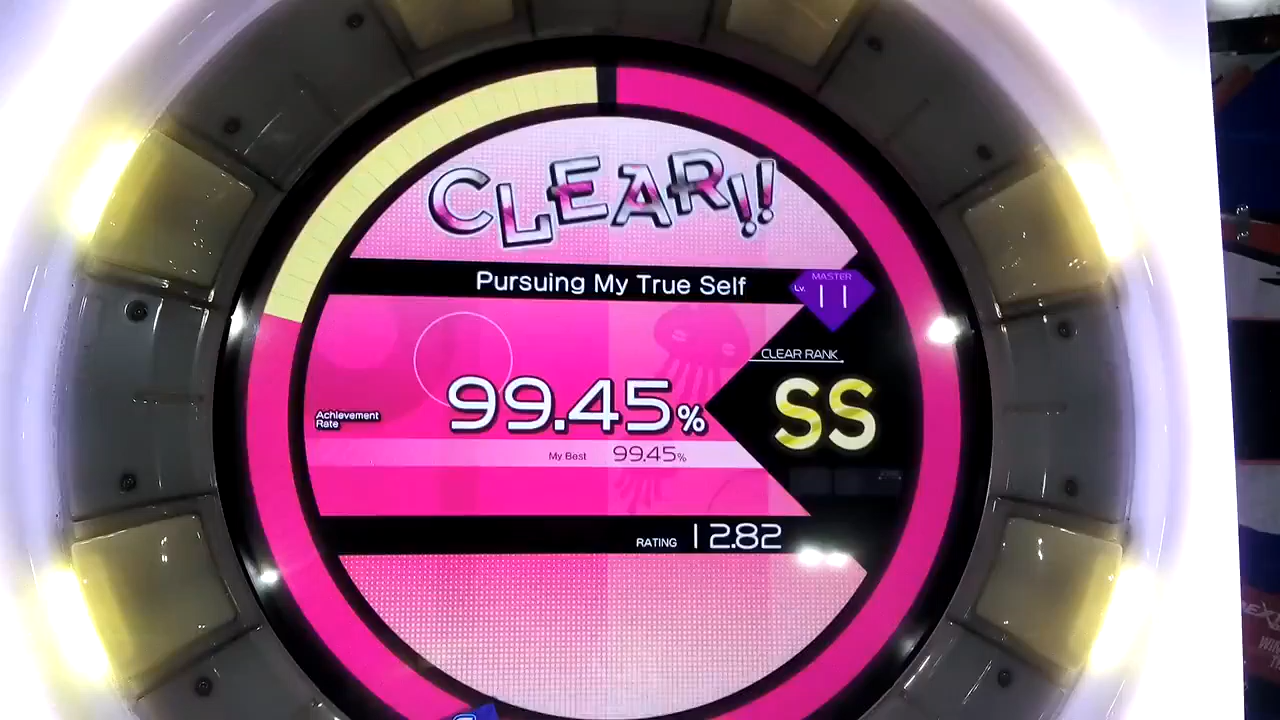 CLEAR!!
Pursuing My True Self
MASTER
Lv. 11
CLEAR RANK
SS
Achievement
Rate
99.45%
My Best 99.45%
RATING 12.82